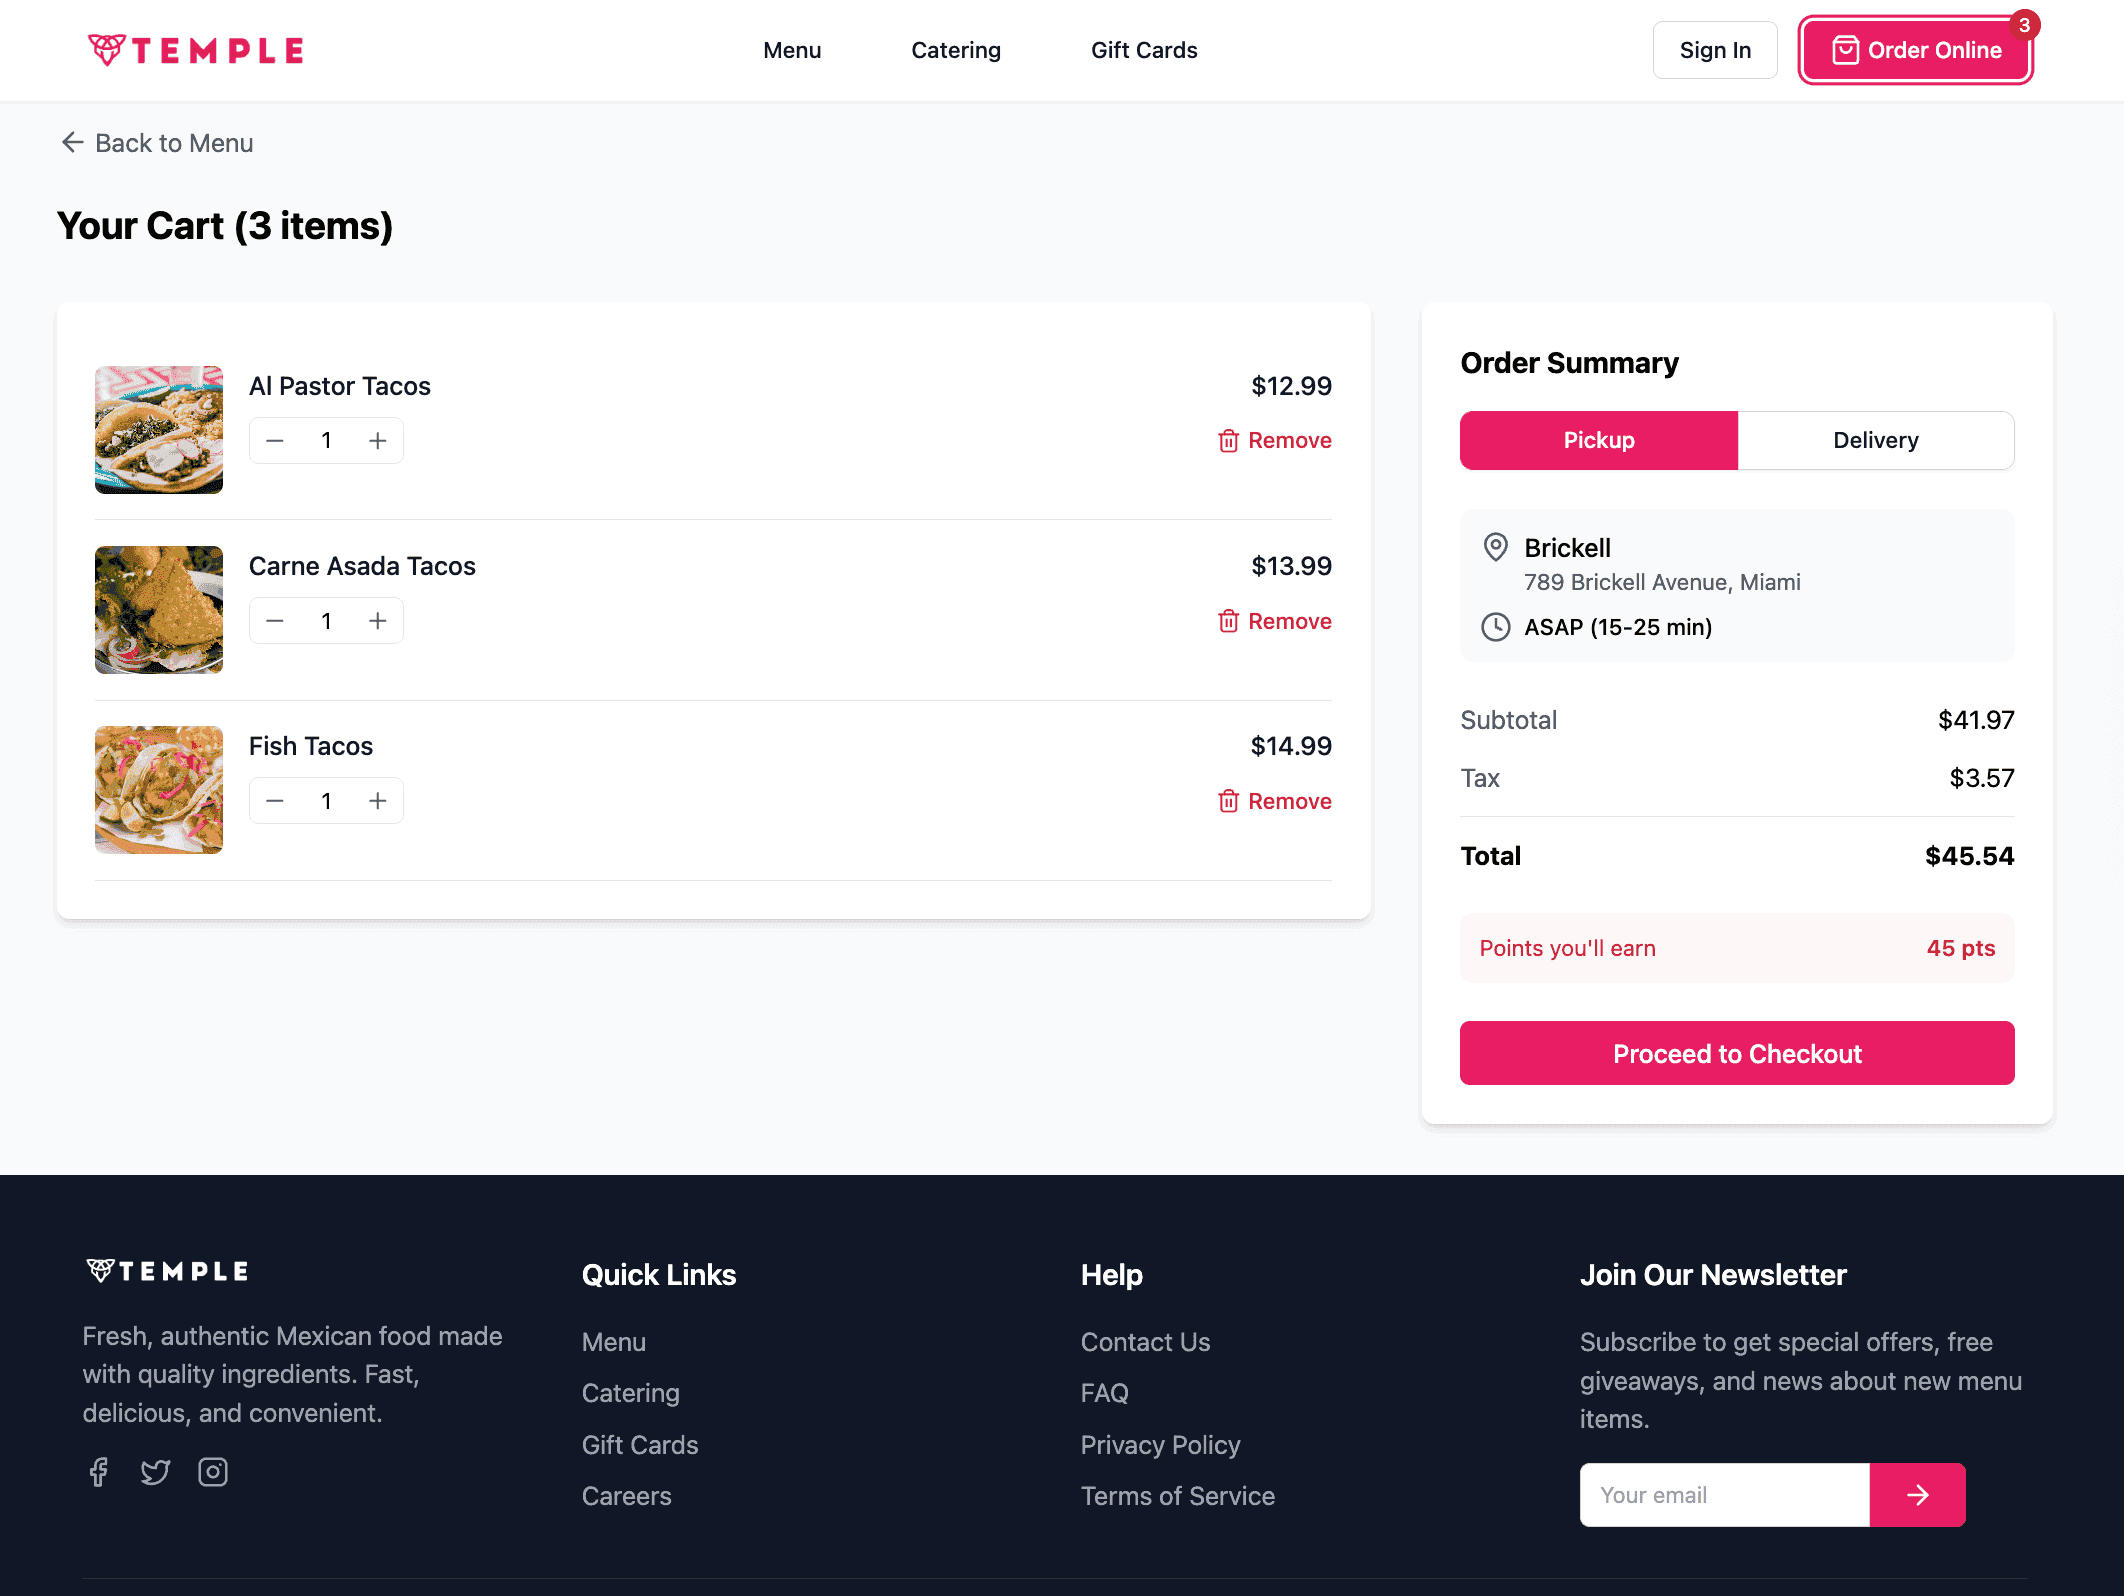 TEMPLE
Menu
Catering
Gift Cards
Sign In
Order Online
3
Back to Menu
Your Cart (3 items)
Al Pastor Tacos
$12.99
1
Remove
Carne Asada Tacos
$13.99
1
Remove
Fish Tacos
$14.99
1
Remove
Order Summary
Pickup
Delivery
Brickell
789 Brickell Avenue, Miami
ASAP (15-25 min)
Subtotal
$41.97
Tax
$3.57
Total
$45.54
Points you'll earn
45 pts
Proceed to Checkout
TEMPLE
Fresh, authentic Mexican food made
with quality ingredients. Fast,
delicious, and convenient.
Quick Links
Menu
Catering
Gift Cards
Careers
Help
Contact Us
FAQ
Privacy Policy
Terms of Service
Join Our Newsletter
Subscribe to get special offers, free
giveaways, and news about new menu
items.
Your email